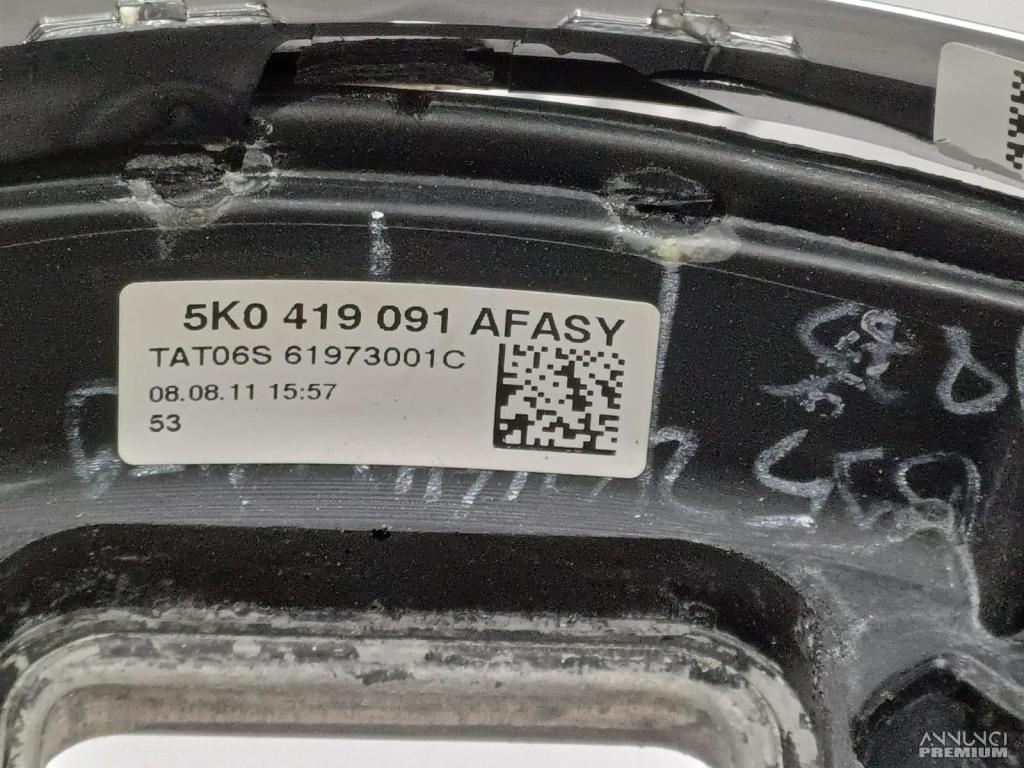 5K0 419 091 AFASY
TAT06S 61973001C
08.08.11 15:57
53
ANNUNCI
PREMIUM